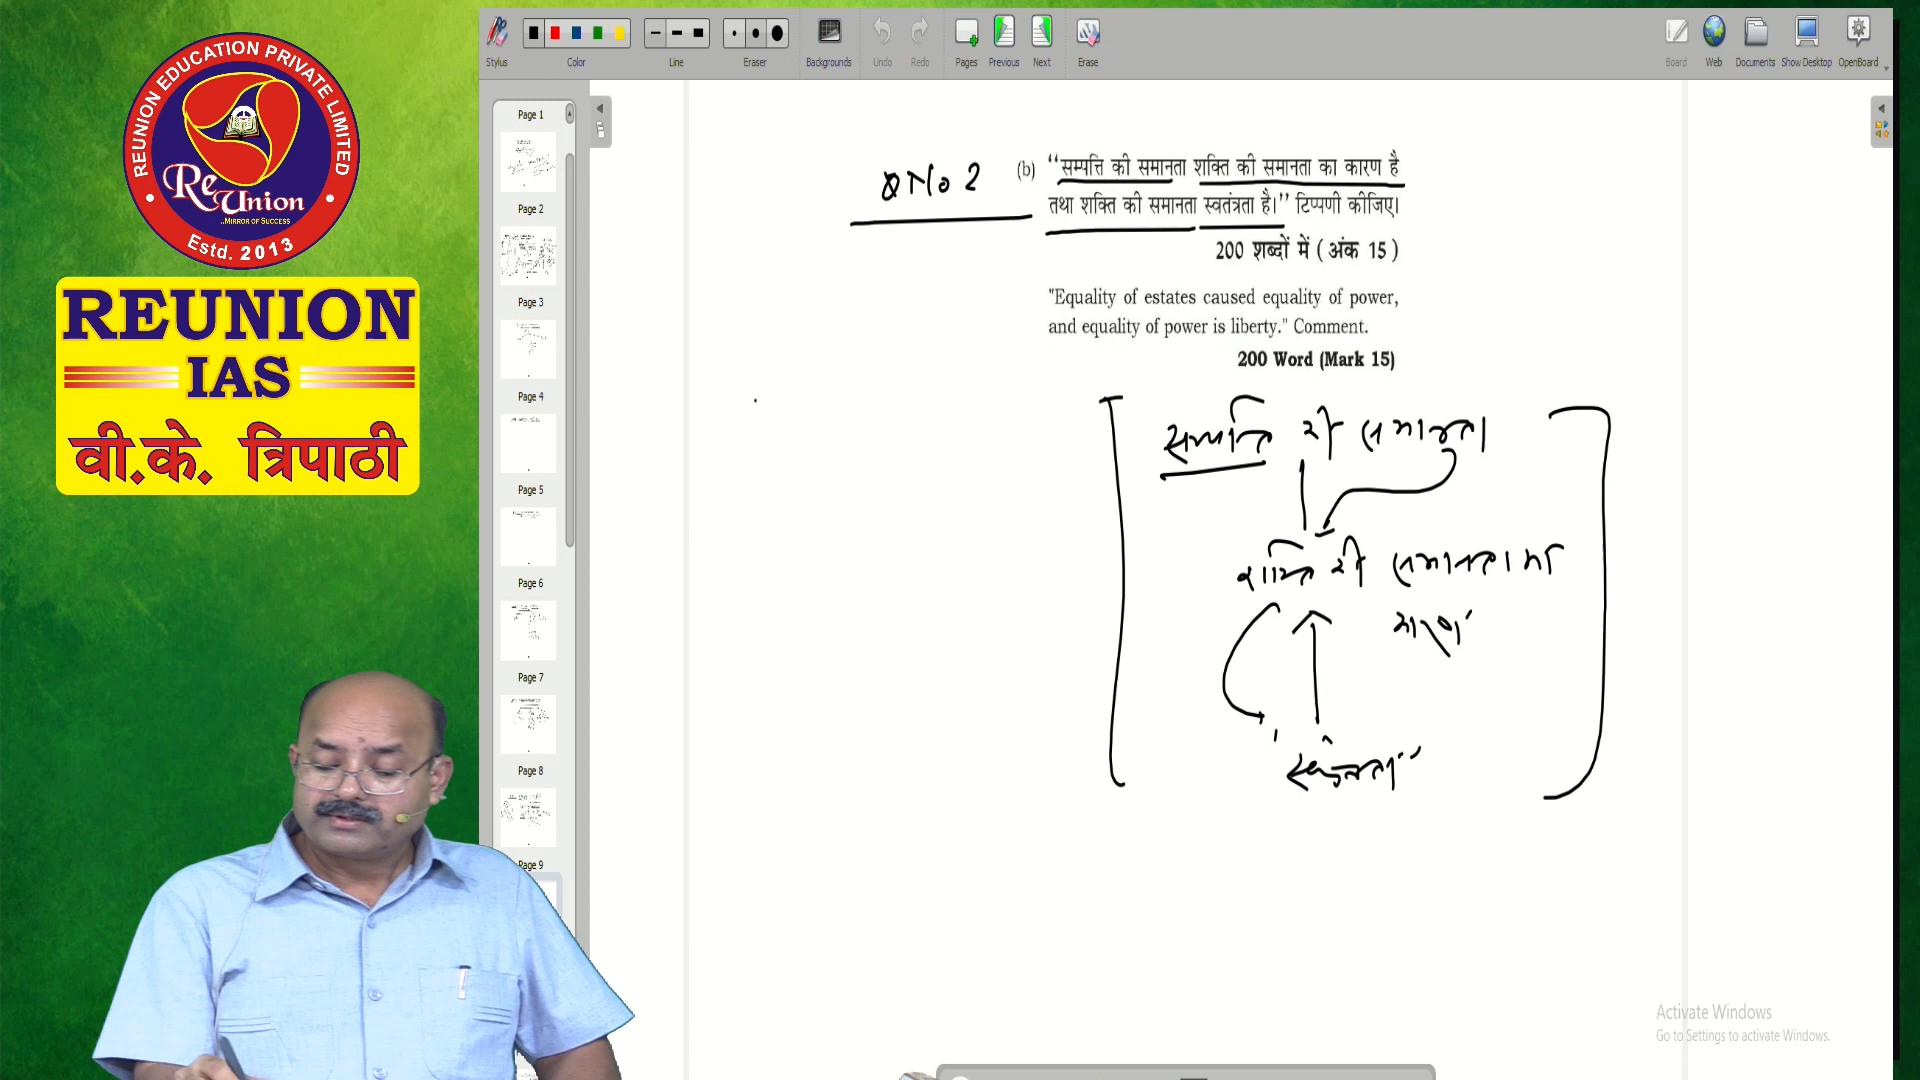 REUNION EDUCATION PRIVATE LIMITED
ReUnion
..MIRROR OF SUCCESS
Estd. 2013
REUNION
IAS
वी.के. त्रिपाठी
Stylus
Color
Line
Eraser
Backgrounds
Undo
Redo
Pages
Previous
Next
Erase
Board
Web
Documents
Show Desktop
OpenBoard
Page 1
Page 2
Page 3
Page 4
Page 5
Page 6
Page 7
Page 8
Page 9
Q No 2
(b) “सम्पत्ति की समानता शक्ति की समानता का कारण है
तथा शक्ति की समानता स्वतंत्रता है।” टिप्पणी कीजिए।
200 शब्दों में ( अंक 15 )
"Equality of estates caused equality of power,
and equality of power is liberty." Comment.
200 Word (Mark 15)
सम्पत्ति की समानता
शक्ति की समानता का
कारण
स्वतंत्रता
Activate Windows
Go to Settings to activate Windows.